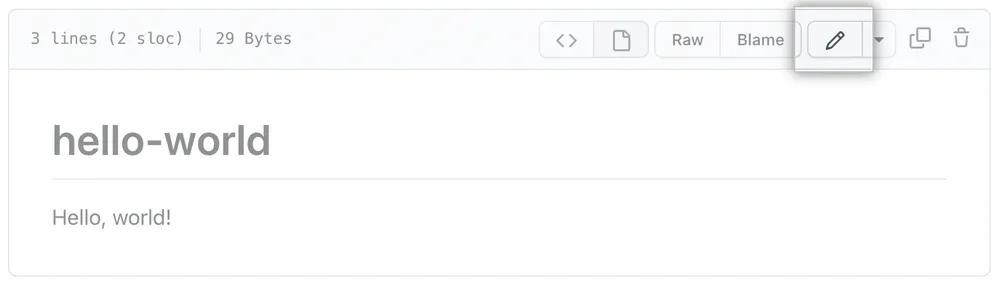 3 lines (2 sloc) 29 Bytes <> Raw Blame
hello-world
Hello, world!